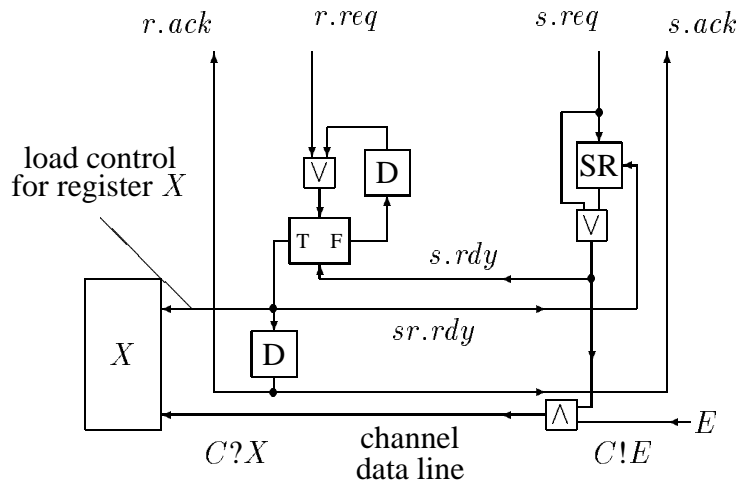 r.ack
r.req
s.req
s.ack
load control
for register X
∨
D
SR
T F
∨
s.rdy
X
sr.rdy
D
∧
E
C?X
channel
data line
C!E